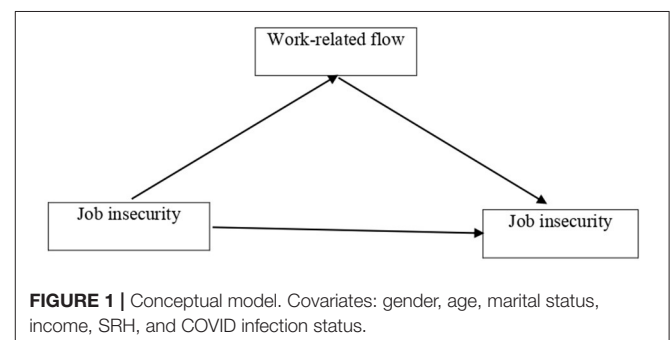 Work-related flow
Job insecurity
Job insecurity
FIGURE 1 | Conceptual model. Covariates: gender, age, marital status,
income, SRH, and COVID infection status.